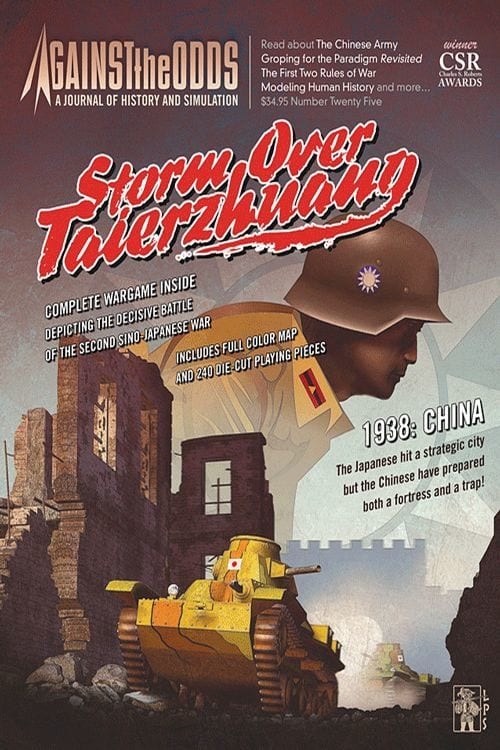 AGAINST the ODDS
A JOURNAL OF HISTORY AND SIMULATION
Read about The Chinese Army
Groping for the Paradigm Revisited
The First Two Rules of War
Modeling Human History and more...
$34.95 Number Twenty Five
winner
CSR
Charles S. Roberts
AWARDS
Storm Over
Taierzhuang
COMPLETE WARGAME INSIDE
DEPICTING THE DECISIVE BATTLE
OF THE SECOND SINO-JAPANESE WAR
INCLUDES FULL COLOR MAP
AND 240 DIE-CUT PLAYING PIECES
1938: CHINA
The Japanese hit a strategic city
but the Chinese have prepared
both a fortress and a trap!
LPS